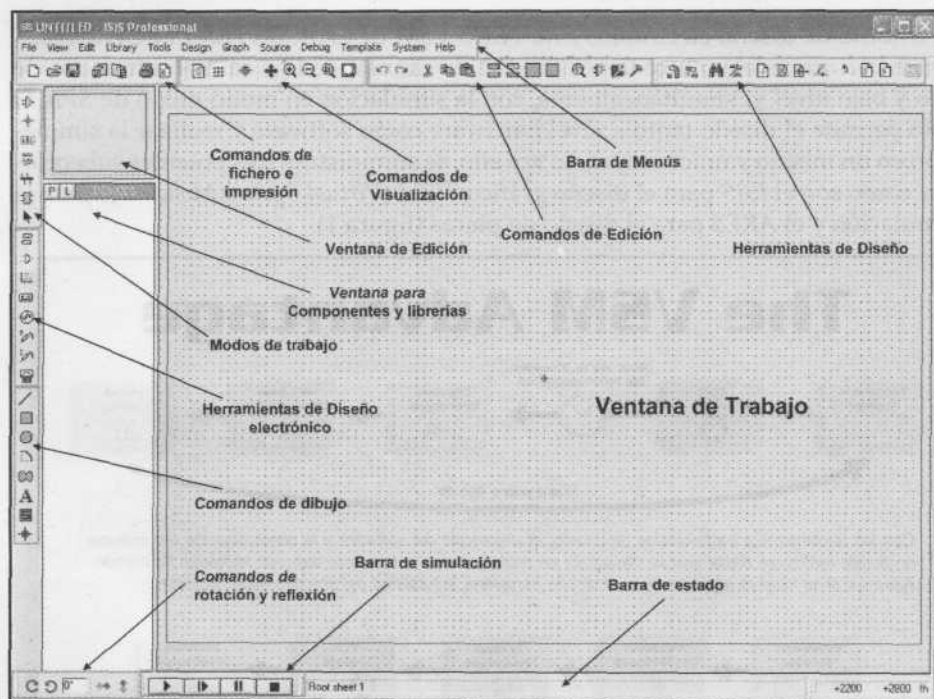 UNTITLED - ISIS Professional
File View Edit Library Tools Design Graph Source Debug Template System Help
Comandos de
fichero e
impresión
Comandos de
Visualización
Barra de Menús
Comandos de Edición
Herramientas de Diseño
Ventana de Edición
P L
Ventana para
Componentes y librerías
Modos de trabajo
Herramientas de Diseño
electrónico
Ventana de Trabajo
Comandos de dibujo
A
Comandos de
rotación y reflexión
Barra de simulación
Barra de estado
0°
Root sheet 1
+2200 +2800 th